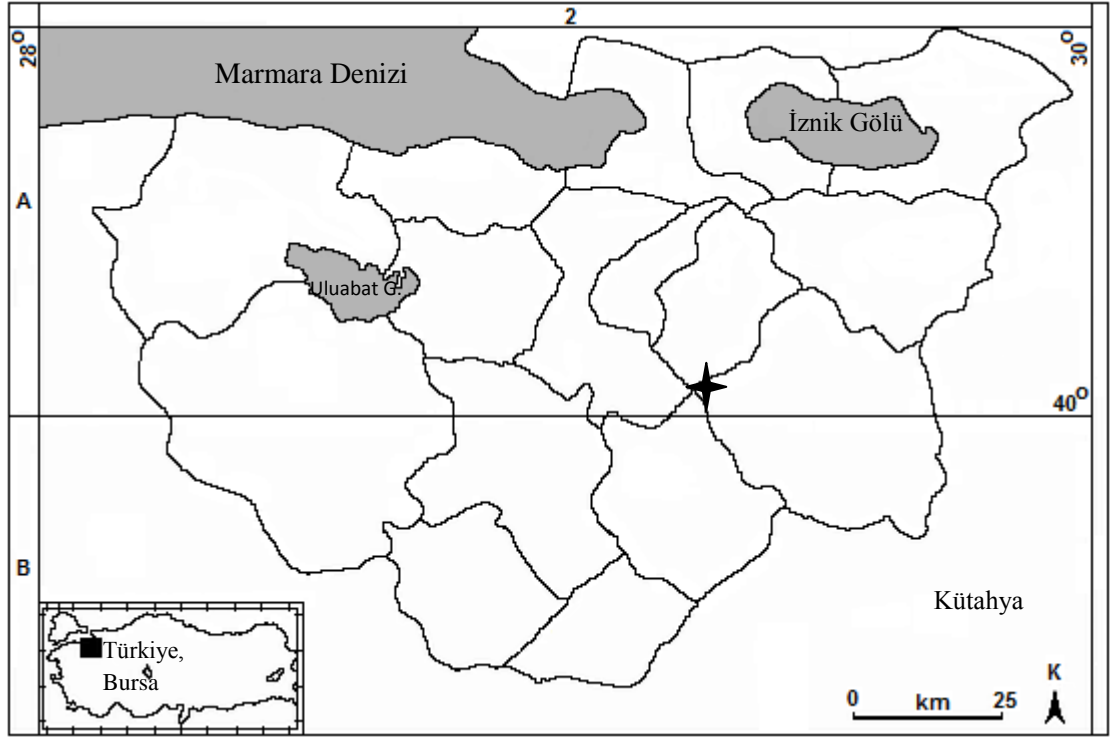 2
28°
30°
Marmara Denizi
İznik Gölü
A
Uluabat G.
40°
B
Kütahya
Türkiye,
Bursa
K
0 km 25